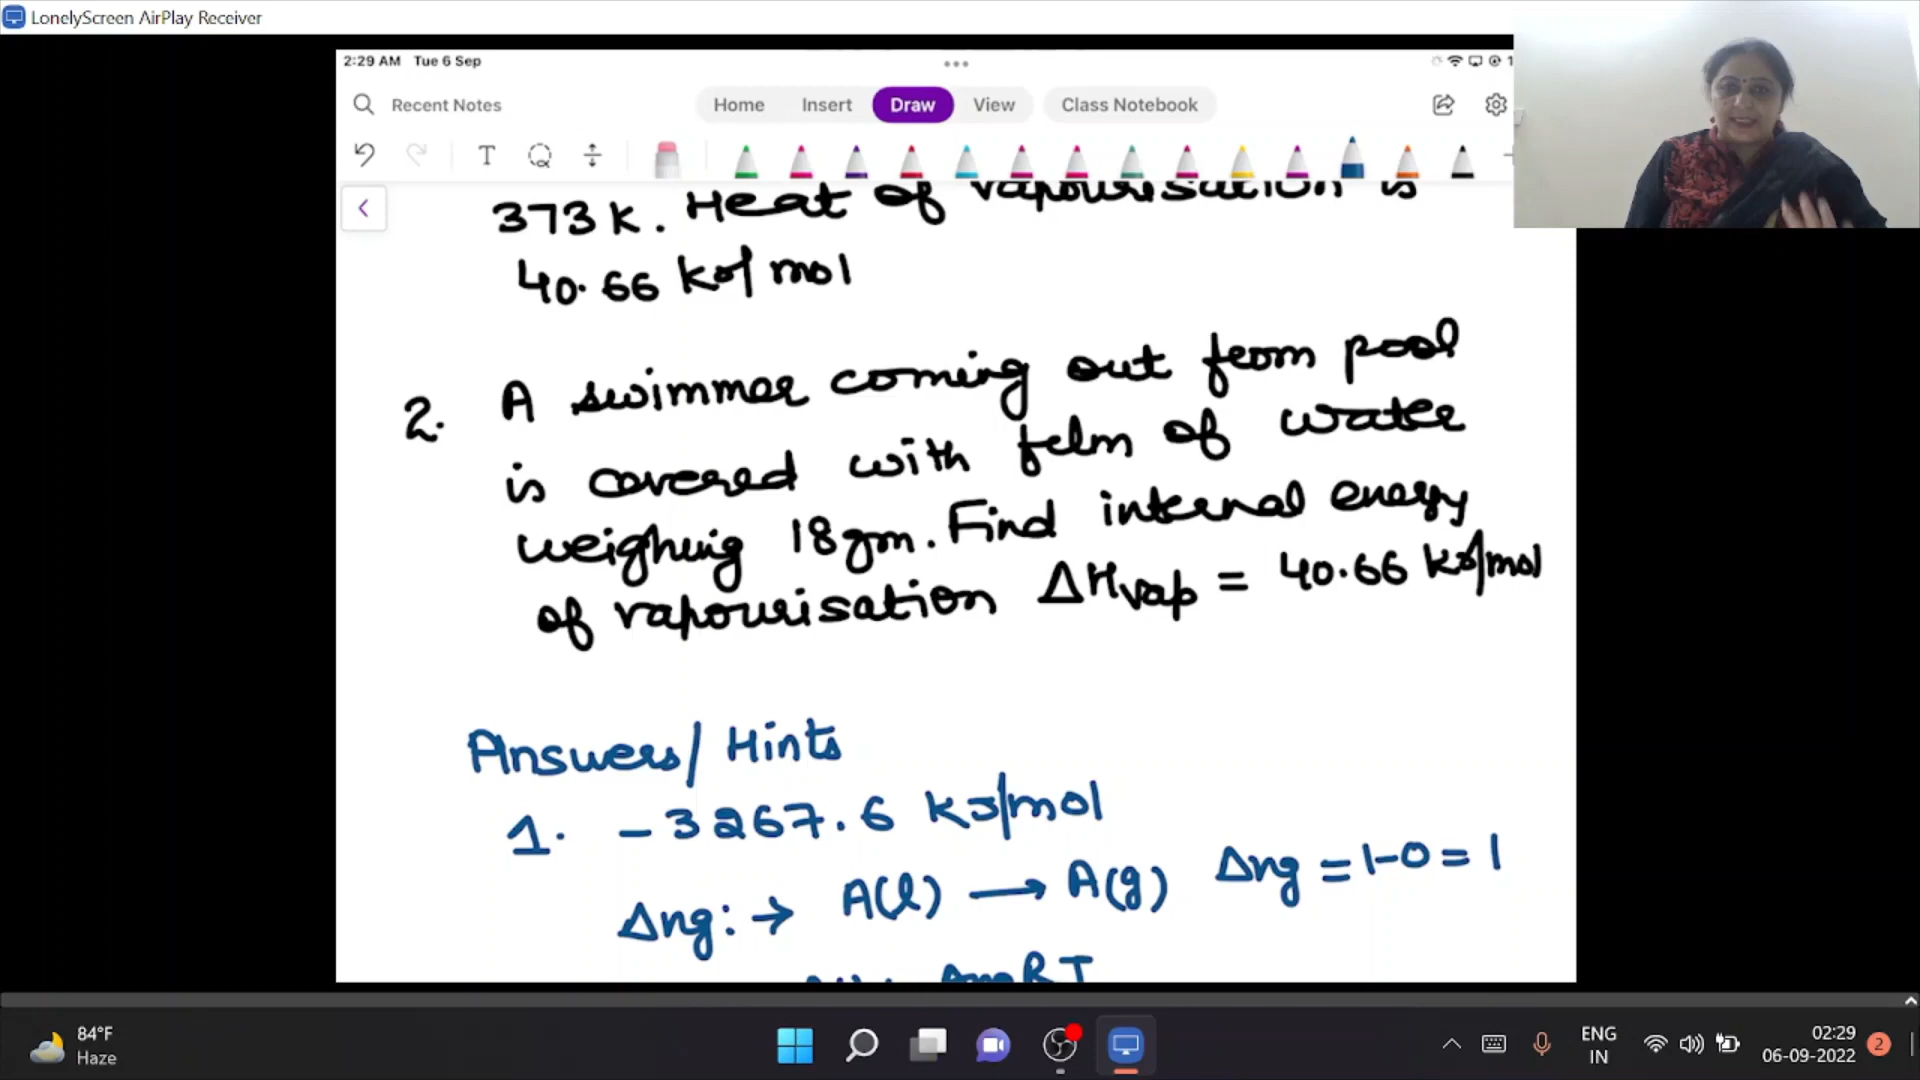 LonelyScreen AirPlay Receiver
2:29 AM Tue 6 Sep
Recent Notes
Home Insert Draw View Class Notebook
373K. Heat of vapourisation is
40.66 KJ/mol
2. A swimmer coming out from pool
is covered with film of water
weighing 18gm. Find internal energy
of vapourisation ΔHvap = 40.66 KJ/mol
Answers/Hints
1. -3267.6 KJ/mol
Δng: → A(l) → A(g) Δng = 1-0 = 1
84°F
Haze
ENG
IN
02:29
06-09-2022
2